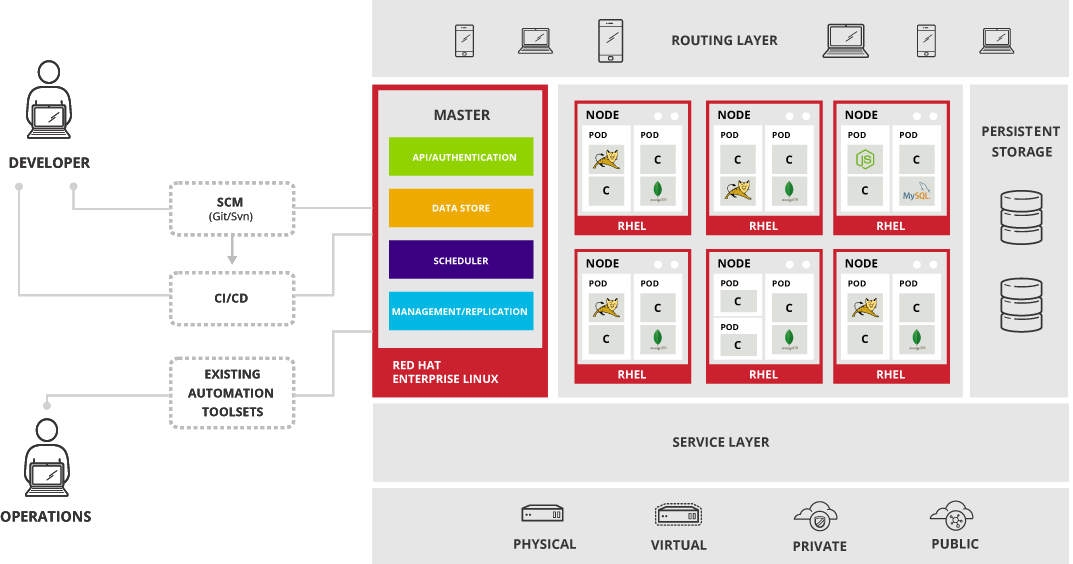 ROUTING LAYER
DEVELOPER
SCM
(Git/Svn)
CI/CD
EXISTING
AUTOMATION
TOOLSETS
OPERATIONS
MASTER
API/AUTHENTICATION
DATA STORE
SCHEDULER
MANAGEMENT/REPLICATION
RED HAT
ENTERPRISE LINUX
NODE
POD
POD
C
C
RHEL
NODE
POD
POD
C
C
RHEL
NODE
POD
POD
JS
C
C
MySQL
RHEL
NODE
POD
POD
C
C
RHEL
NODE
POD
POD
C
C
POD
C
RHEL
NODE
POD
POD
C
C
RHEL
PERSISTENT
STORAGE
SERVICE LAYER
PHYSICAL
VIRTUAL
PRIVATE
PUBLIC